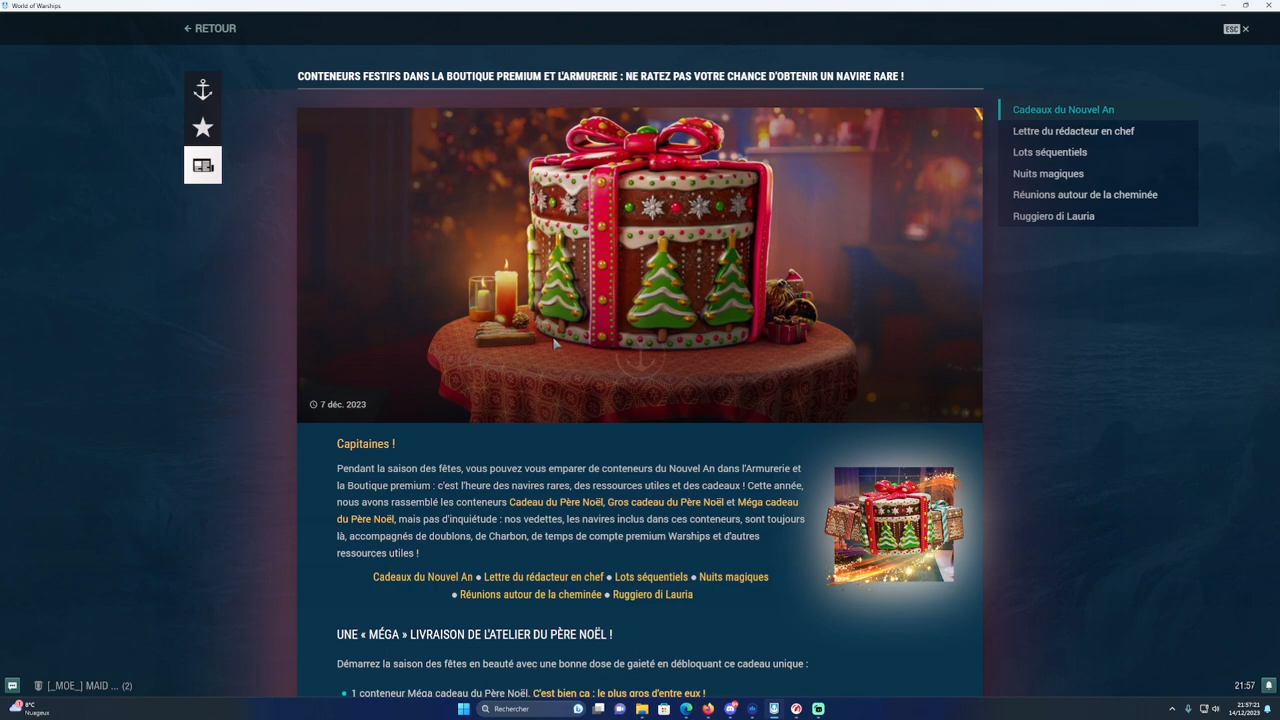 World of Warships
RETOUR
ESC
CONTENEURS FESTIFS DANS LA BOUTIQUE PREMIUM ET L'ARMURERIE : NE RATEZ PAS VOTRE CHANCE D'OBTENIR UN NAVIRE RARE !
Cadeaux du Nouvel An
Lettre du rédacteur en chef
Lots séquentiels
Nuits magiques
Réunions autour de la cheminée
Ruggiero di Lauria
7 déc. 2023
Capitaines !
Pendant la saison des fêtes, vous pouvez vous emparer de conteneurs du Nouvel An dans l'Armurerie et
la Boutique premium : c'est l'heure des navires rares, des ressources utiles et des cadeaux ! Cette année,
nous avons rassemblé les conteneurs Cadeau du Père Noël, Gros cadeau du Père Noël et Méga cadeau
du Père Noël, mais pas d'inquiétude : nos vedettes, les navires inclus dans ces conteneurs, sont toujours
là, accompagnés de doublons, de Charbon, de temps de compte premium Warships et d'autres
ressources utiles !
Cadeaux du Nouvel An ● Lettre du rédacteur en chef ● Lots séquentiels ● Nuits magiques
● Réunions autour de la cheminée ● Ruggiero di Lauria
UNE « MÉGA » LIVRAISON DE L'ATELIER DU PÈRE NOËL !
Démarrez la saison des fêtes en beauté avec une bonne dose de gaieté en débloquant ce cadeau unique :
● 1 conteneur Méga cadeau du Père Noël. C'est bien ça : le plus gros d'entre eux !
[_MOE_] MAID ... (2)
21:57
8°C
Nuageux
Rechercher
21:57:21
14/12/2023